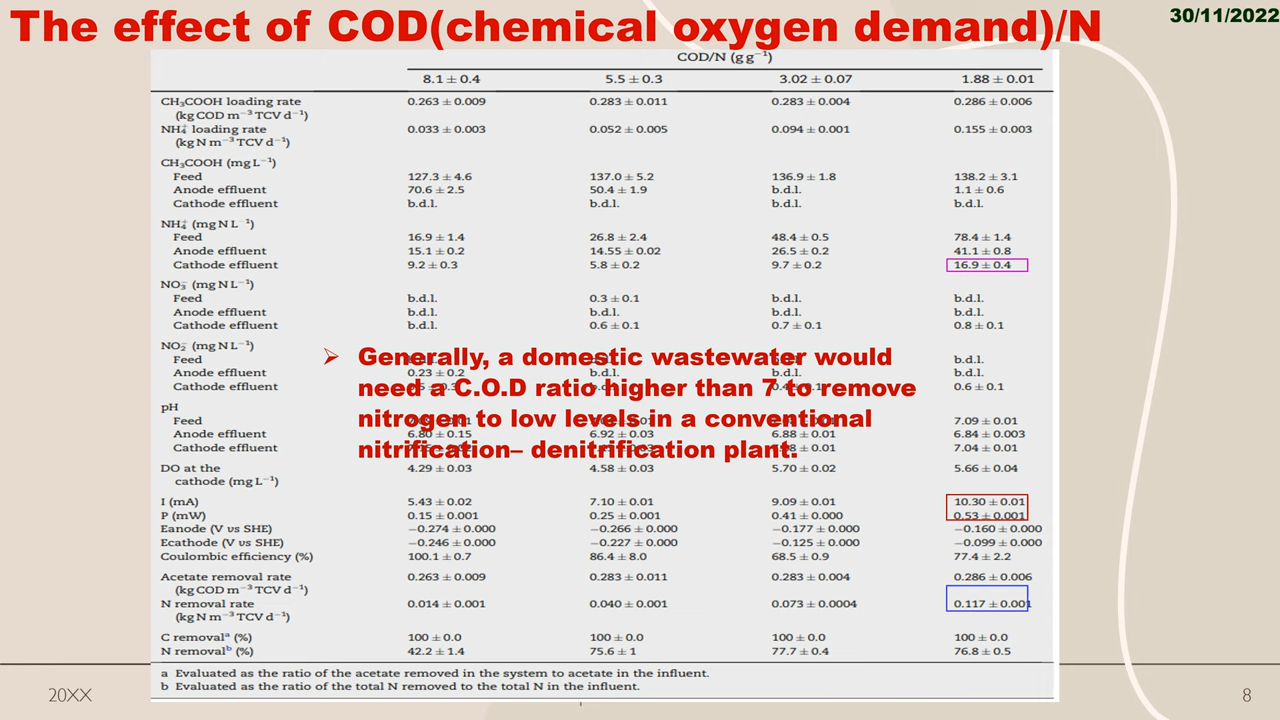 The effect of COD(chemical oxygen demand)/N
30/11/2022
COD/N (g g⁻¹)
8.1 ± 0.4 5.5 ± 0.3 3.02 ± 0.07 1.88 ± 0.01
CH₃COOH loading rate 0.263 ± 0.009 0.283 ± 0.011 0.283 ± 0.004 0.286 ± 0.006
(kg COD m⁻³ TCV d⁻¹)
NH₄⁺ loading rate 0.033 ± 0.003 0.052 ± 0.005 0.094 ± 0.001 0.155 ± 0.003
(kg N m⁻³ TCV d⁻¹)
CH₃COOH (mg L⁻¹)
Feed 127.3 ± 4.6 137.0 ± 5.2 136.9 ± 1.8 138.2 ± 3.1
Anode effluent 70.6 ± 2.5 50.4 ± 1.9 b.d.l. 1.1 ± 0.6
Cathode effluent b.d.l. b.d.l. b.d.l. b.d.l.
NH₄⁺ (mg N L⁻¹)
Feed 16.9 ± 1.4 26.8 ± 2.4 48.4 ± 0.5 78.4 ± 1.4
Anode effluent 15.1 ± 0.2 14.55 ± 0.02 26.5 ± 0.2 41.1 ± 0.8
Cathode effluent 9.2 ± 0.3 5.8 ± 0.2 9.7 ± 0.2 16.9 ± 0.4
NO₃⁻ (mg N L⁻¹)
Feed b.d.l. 0.3 ± 0.1 b.d.l. b.d.l.
Anode effluent b.d.l. b.d.l. b.d.l. b.d.l.
Cathode effluent b.d.l. 0.6 ± 0.1 0.7 ± 0.1 0.8 ± 0.1
NO₂⁻ (mg N L⁻¹)
Feed b.d.l.
Anode effluent 0.23 ± 0.2 b.d.l. b.d.l. b.d.l.
Cathode effluent 0.6 ± 0.1
➢ Generally, a domestic wastewater would
need a C.O.D ratio higher than 7 to remove
nitrogen to low levels in a conventional
nitrification– denitrification plant.
pH
Feed 7.09 ± 0.01
Anode effluent 6.80 ± 0.15 6.92 ± 0.03 6.88 ± 0.01 6.84 ± 0.003
Cathode effluent 7.04 ± 0.01
DO at the 4.29 ± 0.03 4.58 ± 0.03 5.70 ± 0.02 5.66 ± 0.04
cathode (mg L⁻¹)
I (mA) 5.43 ± 0.02 7.10 ± 0.01 9.09 ± 0.01 10.30 ± 0.01
P (mW) 0.15 ± 0.001 0.25 ± 0.001 0.41 ± 0.000 0.53 ± 0.001
Eanode (V vs SHE) −0.274 ± 0.000 −0.266 ± 0.000 −0.177 ± 0.000 −0.160 ± 0.000
Ecathode (V vs SHE) −0.246 ± 0.000 −0.227 ± 0.000 −0.125 ± 0.000 −0.099 ± 0.000
Coulombic efficiency (%) 100.1 ± 0.7 86.4 ± 8.0 68.5 ± 0.9 77.4 ± 2.2
Acetate removal rate 0.263 ± 0.009 0.283 ± 0.011 0.283 ± 0.004 0.286 ± 0.006
(kg COD m⁻³ TCV d⁻¹)
N removal rate 0.014 ± 0.001 0.040 ± 0.001 0.073 ± 0.0004 0.117 ± 0.001
(kg N m⁻³ TCV d⁻¹)
C removalᵃ (%) 100 ± 0.0 100 ± 0.0 100 ± 0.0 100 ± 0.0
N removalᵇ (%) 42.2 ± 1.4 75.6 ± 1 77.7 ± 0.4 76.8 ± 0.5
a Evaluated as the ratio of the acetate removed in the system to acetate in the influent.
b Evaluated as the ratio of the total N removed to the total N in the influent.
20XX
8